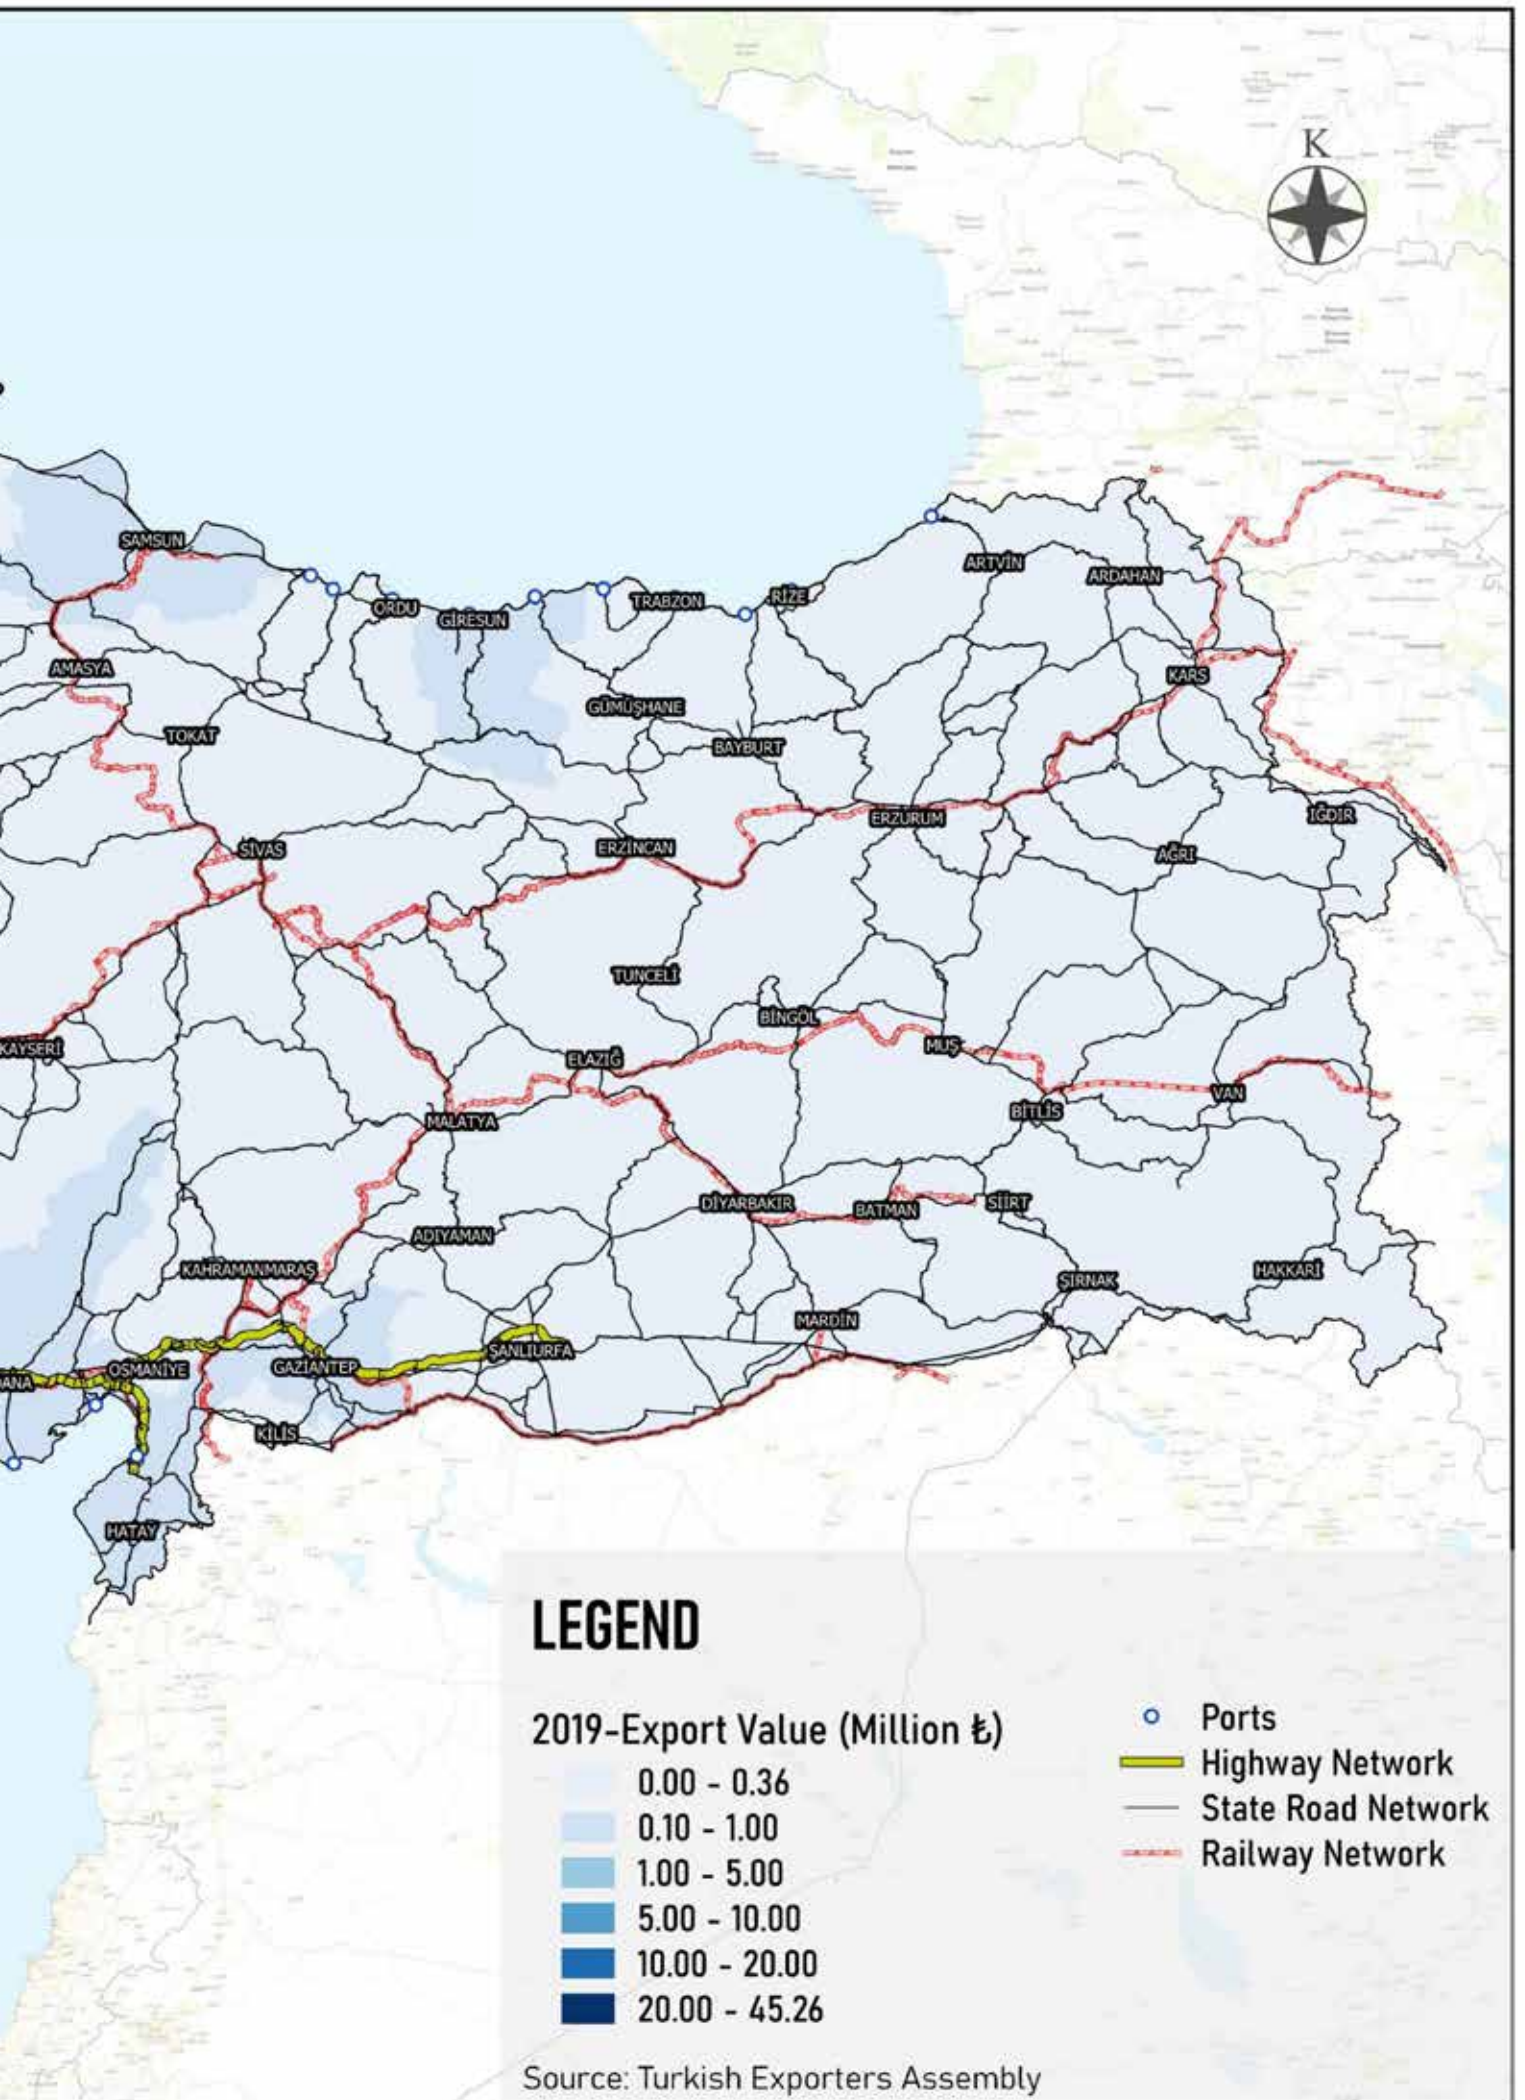 K
SAMSUN
ORDU
GİRESUN
TRABZON
RİZE
ARTVİN
ARDAHAN
AMASYA
TOKAT
GÜMÜŞHANE
BAYBURT
KARS
SİVAS
ERZİNCAN
ERZURUM
IĞDIR
AĞRI
TUNCELİ
KAYSERİ
BİNGÖL
ELAZIĞ
MUŞ
MALATYA
BİTLİS
VAN
DİYARBAKIR
BATMAN
SİİRT
ADIYAMAN
KAHRAMANMARAŞ
ŞIRNAK
HAKKARİ
MARDİN
ŞANLIURFA
ANA
OSMANİYE
GAZİANTEP
KİLİS
HATAY
LEGEND
2019-Export Value (Million ₺)
0.00 - 0.36
0.10 - 1.00
1.00 - 5.00
5.00 - 10.00
10.00 - 20.00
20.00 - 45.26
Ports
Highway Network
State Road Network
Railway Network
Source: Turkish Exporters Assembly